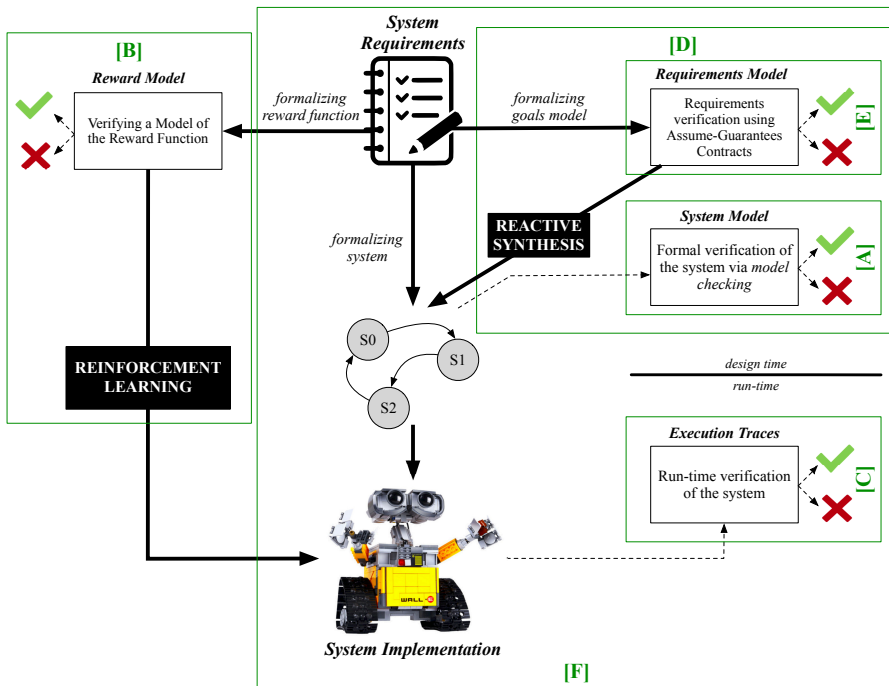 System
Requirements
[B]
[D]
Reward Model
Requirements Model
Verifying a Model of
the Reward Function
formalizing
reward function
formalizing
goals model
Requirements
verification using
Assume-Guarantees
Contracts
[E]
REACTIVE
SYNTHESIS
System Model
formalizing
system
Formal verification of
the system via model
checking
[A]
S0
S1
S2
REINFORCEMENT
LEARNING
design time
run-time
Execution Traces
Run-time verification
of the system
[C]
WALL•E
System Implementation
[F]